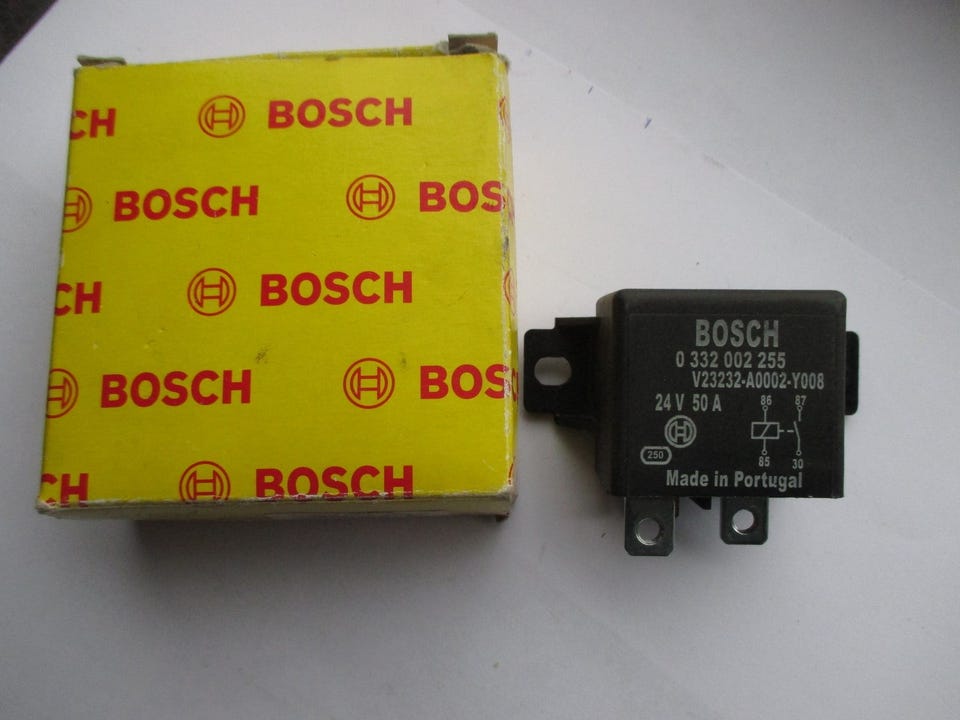 CH BOSCH
BOSCH BOS
CH BOSCH
BOSCH BOS
CH BOSCH
BOSCH
0 332 002 255
V23232-A0002-Y008
24 V 50 A
86 87
250
85 30
Made in Portugal